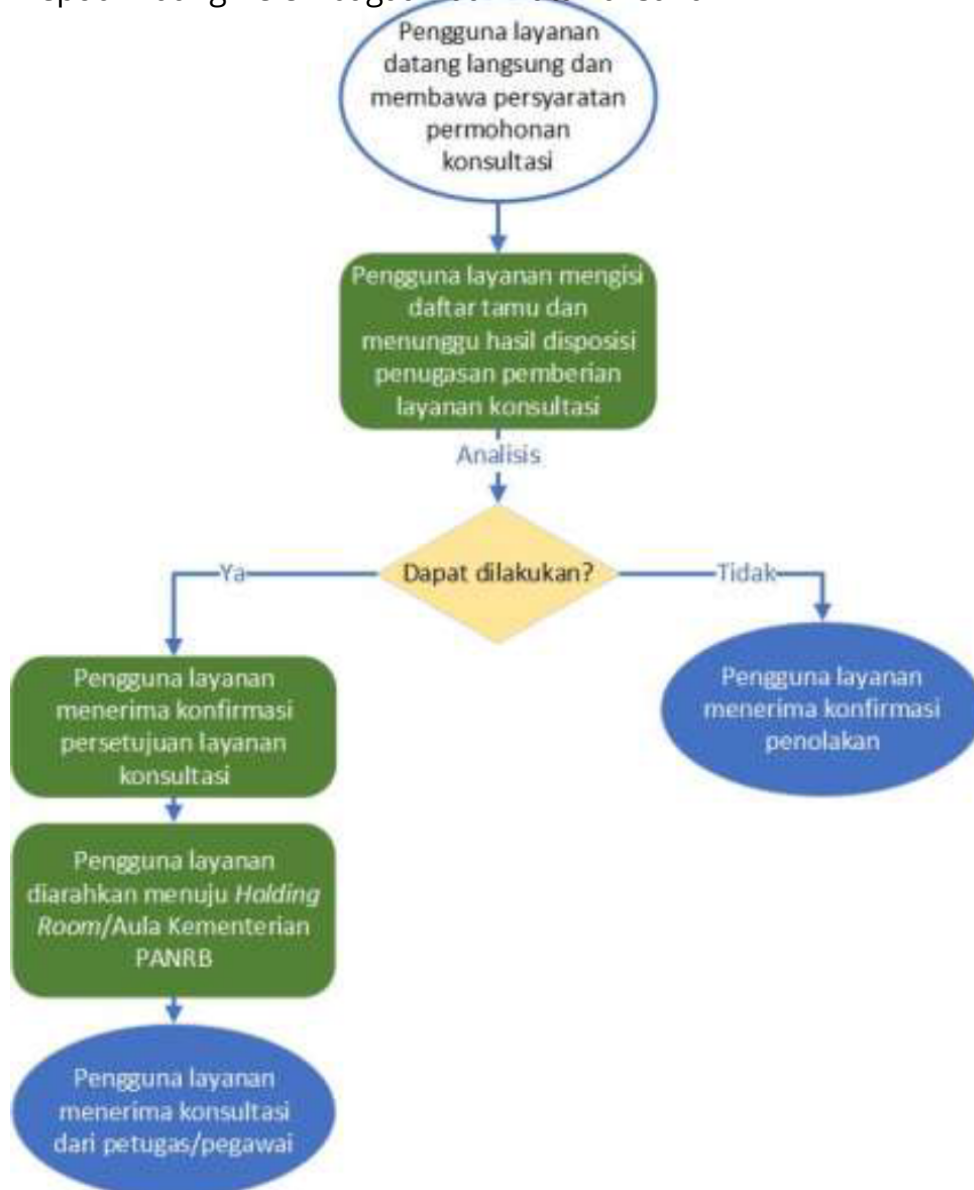 Pengguna layanan
datang langsung dan
membawa persyaratan
permohonan
konsultasi
Pengguna layanan mengisi
daftar tamu dan
menunggu hasil disposisi
penugasan pemberian
layanan konsultasi
Analisis
Dapat dilakukan?
Ya
Tidak
Pengguna layanan
menerima konfirmasi
persetujuan layanan
konsultasi
Pengguna layanan
menerima konfirmasi
penolakan
Pengguna layanan
diarahkan menuju Holding
Room/Aula Kementerian
PANRB
Pengguna layanan
menerima konsultasi
dari petugas/pegawai